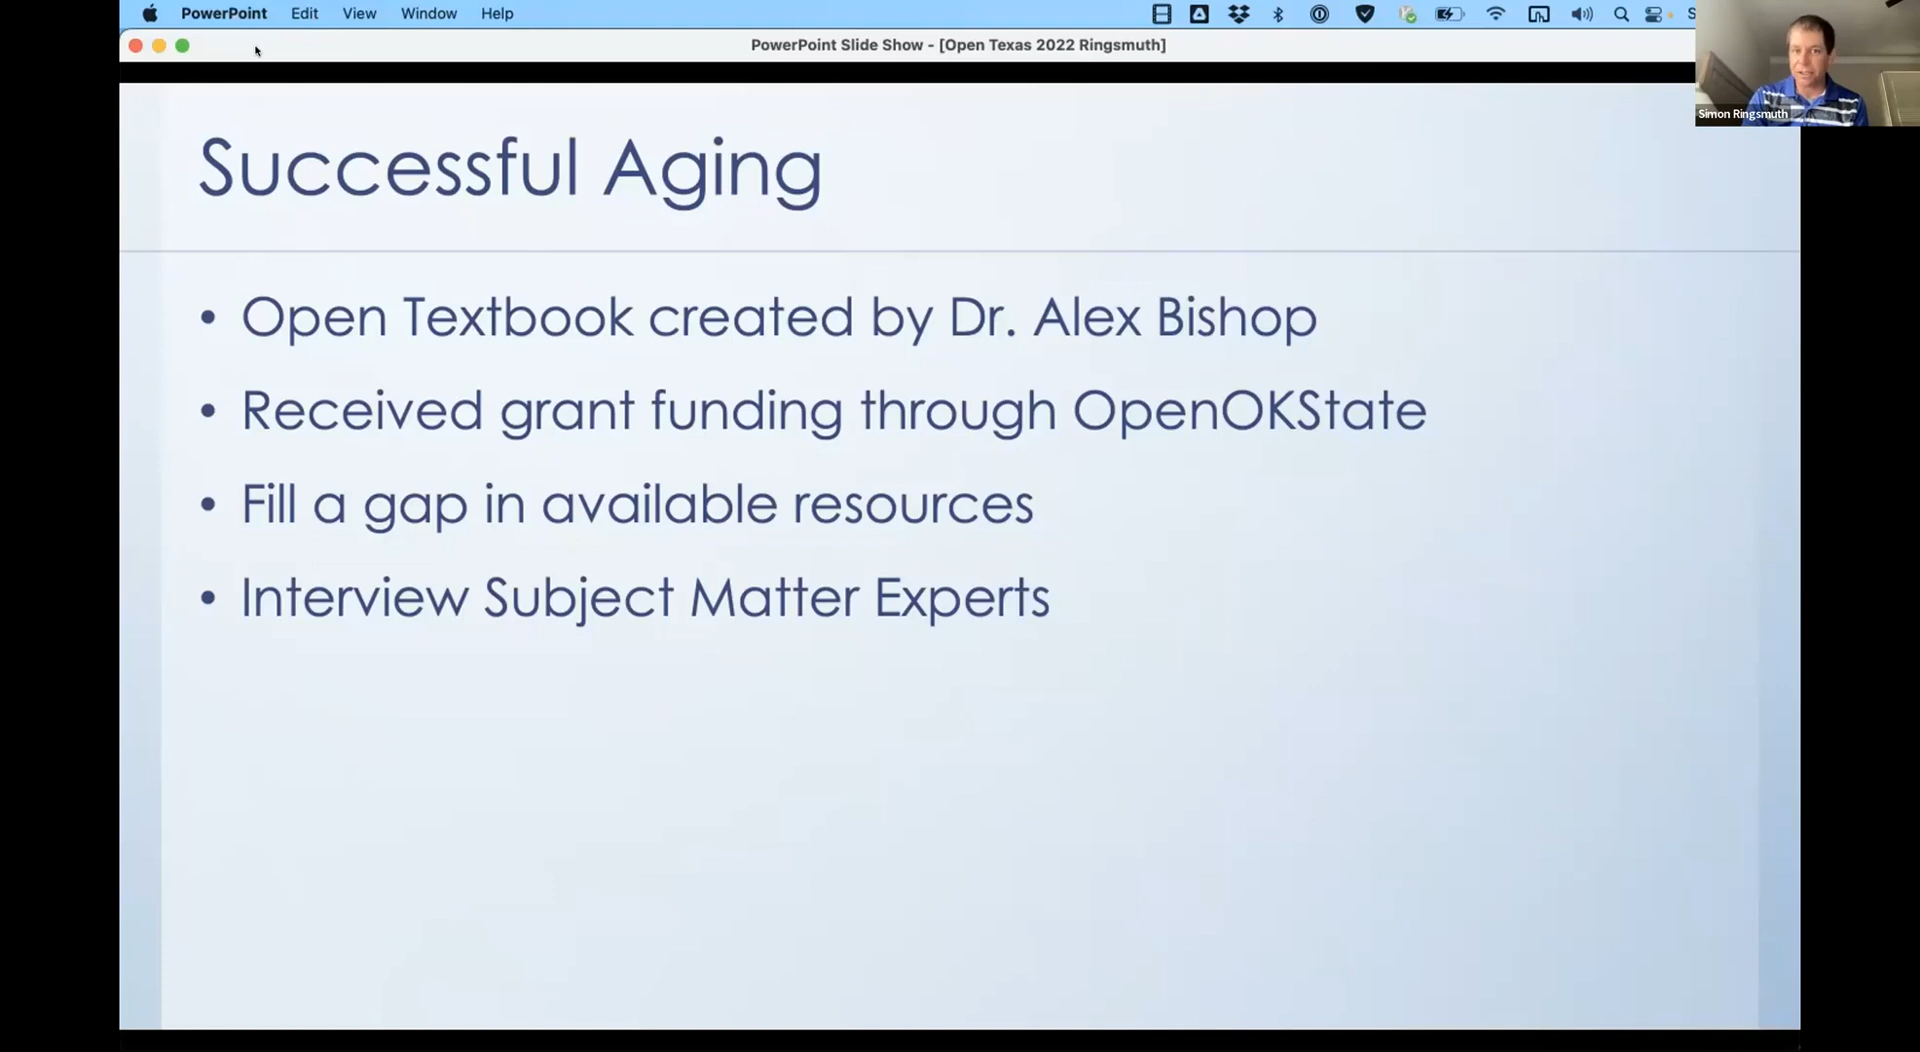 PowerPoint Edit View Window Help
PowerPoint Slide Show - [Open Texas 2022 Ringsmuth]
Simon Ringsmuth
Successful Aging
• Open Textbook created by Dr. Alex Bishop
• Received grant funding through OpenOKState
• Fill a gap in available resources
• Interview Subject Matter Experts